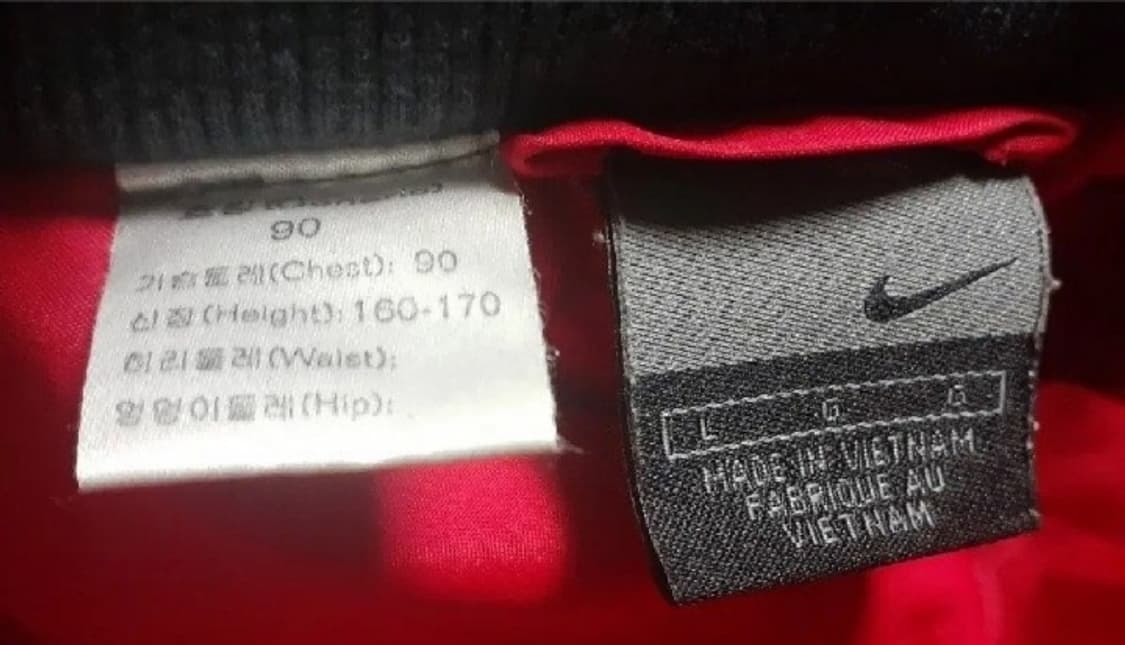 90
가슴둘레(Chest): 90
신장(Height): 160-170
허리둘레(Waist):
엉덩이둘레(Hip):
L G G
MADE IN VIETNAM
FABRIQUE AU
VIETNAM